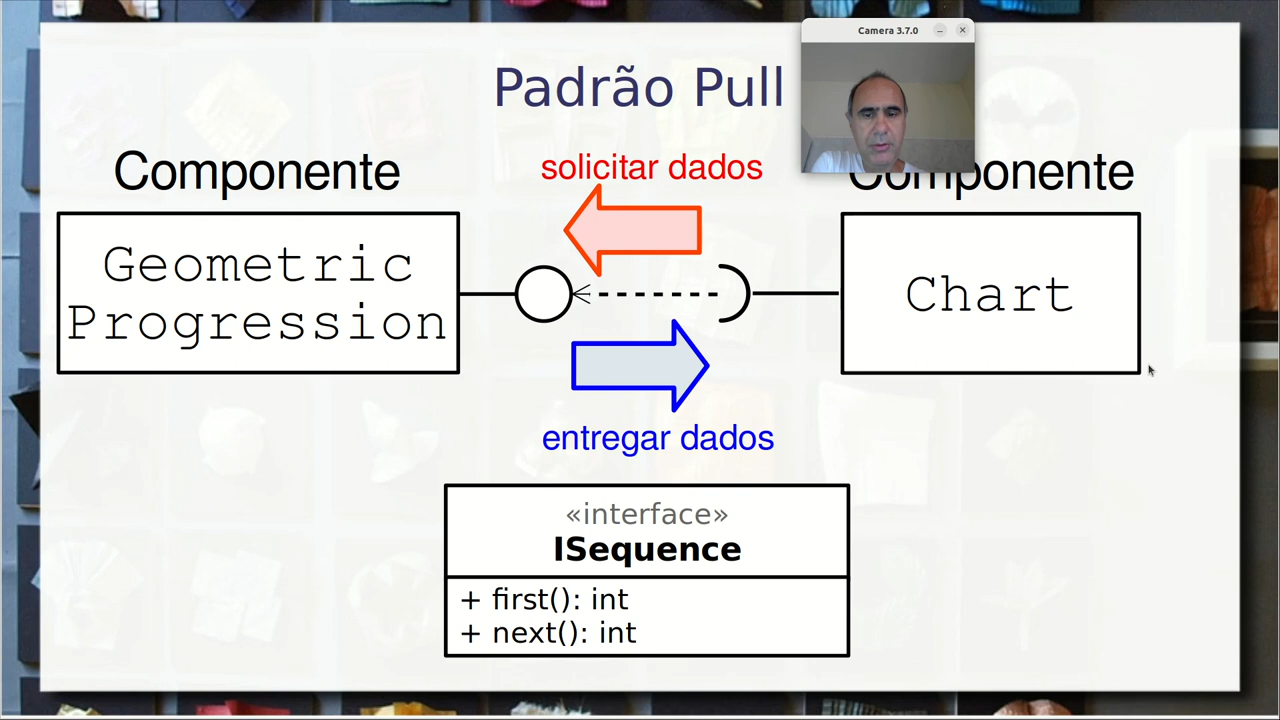 Camera 3.7.0
Padrão Pull
Componente
solicitar dados
Componente
Geometric
Progression
Chart
entregar dados
«interface»
ISequence
+ first(): int
+ next(): int